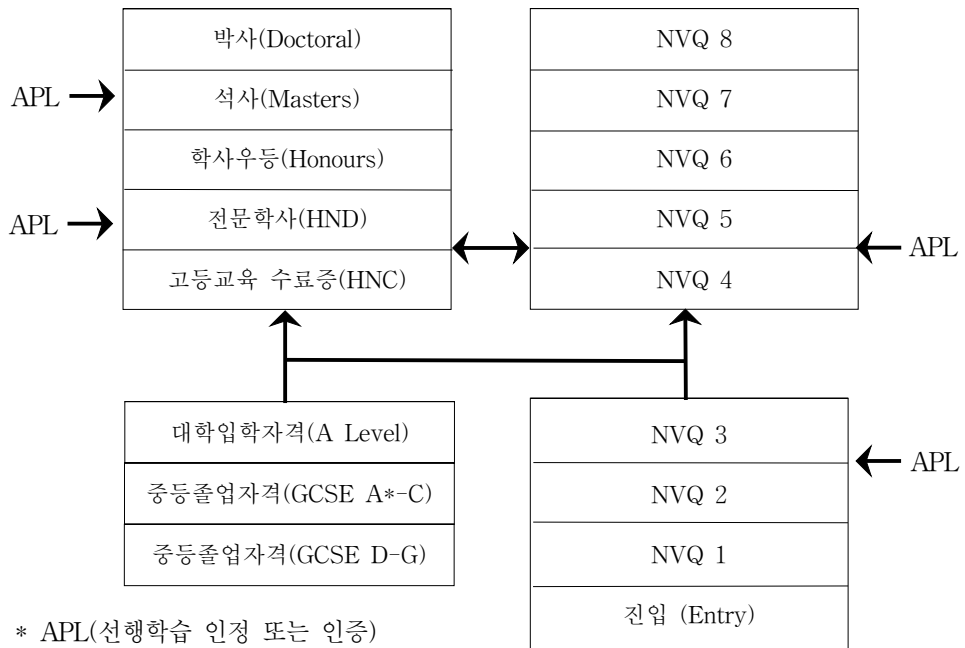 박사(Doctoral)
NVQ 8
APL
석사(Masters)
NVQ 7
학사우등(Honours)
NVQ 6
APL
전문학사(HND)
NVQ 5
APL
고등교육 수료증(HNC)
NVQ 4
대학입학자격(A Level)
NVQ 3
APL
중등졸업자격(GCSE A*-C)
NVQ 2
중등졸업자격(GCSE D-G)
NVQ 1
진입 (Entry)
* APL(선행학습 인정 또는 인증)